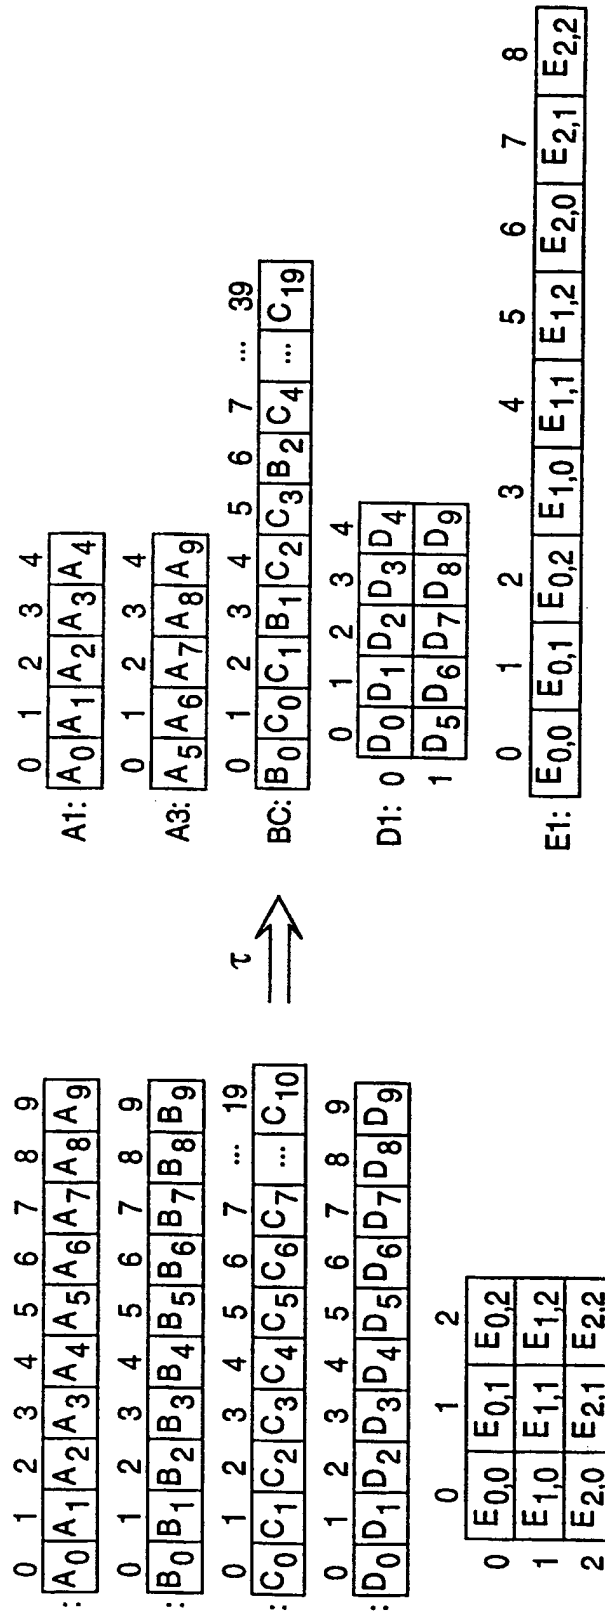 0 1 2 3 4 5 6 7 8 9
: A0 A1 A2 A3 A4 A5 A6 A7 A8 A9
0 1 2 3 4 5 6 7 8 9
: B0 B1 B2 B3 B4 B5 B6 B7 B8 B9
0 1 2 3 4 5 6 7 ... 19
: C0 C1 C2 C3 C4 C5 C6 C7 ... C10
0 1 2 3 4 5 6 7 8 9
: D0 D1 D2 D3 D4 D5 D6 D7 D8 D9
0 1 2
0 E0,0 E0,1 E0,2
1 E1,0 E1,1 E1,2
2 E2,0 E2,1 E2,2
τ
0 1 2 3 4
A1: A0 A1 A2 A3 A4
0 1 2 3 4
A3: A5 A6 A7 A8 A9
0 1 2 3 4 5 6 7 ... 39
BC: B0 C0 C1 B1 C2 C3 B2 C4 ... C19
0 1 2 3 4
D1: 0 D0 D1 D2 D3 D4
1 D5 D6 D7 D8 D9
0 1 2 3 4 5 6 7 8
E1: E0,0 E0,1 E0,2 E1,0 E1,1 E1,2 E2,0 E2,1 E2,2